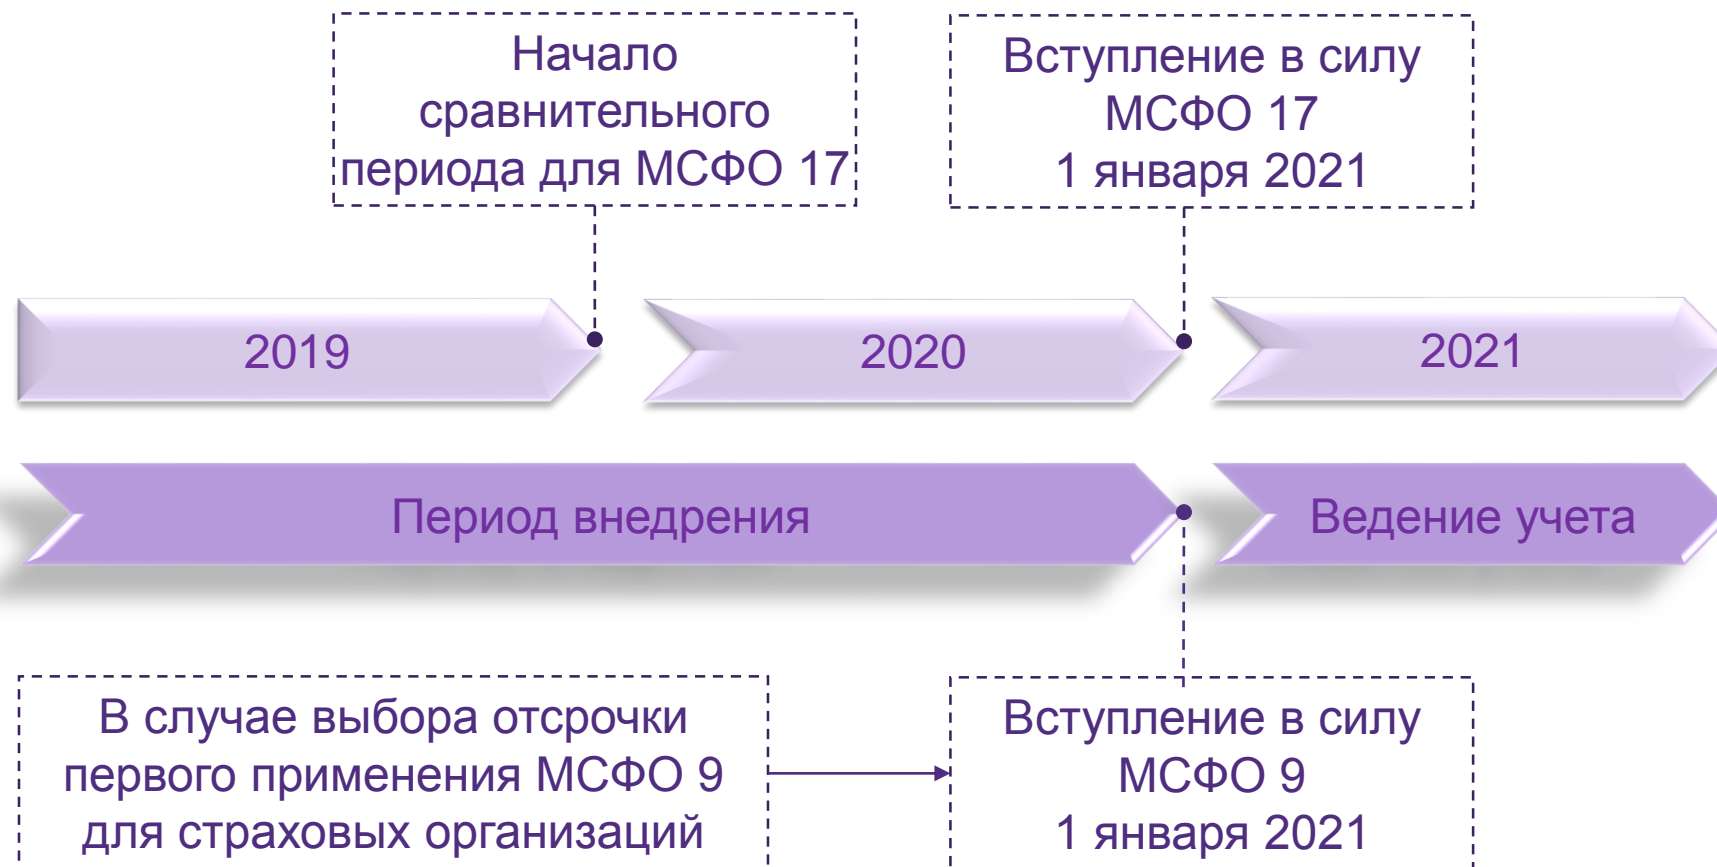 Начало
сравнительного
периода для МСФО 17
Вступление в силу
МСФО 17
1 января 2021
2019
2020
2021
Период внедрения
Ведение учета
В случае выбора отсрочки
первого применения МСФО 9
для страховых организаций
Вступление в силу
МСФО 9
1 января 2021